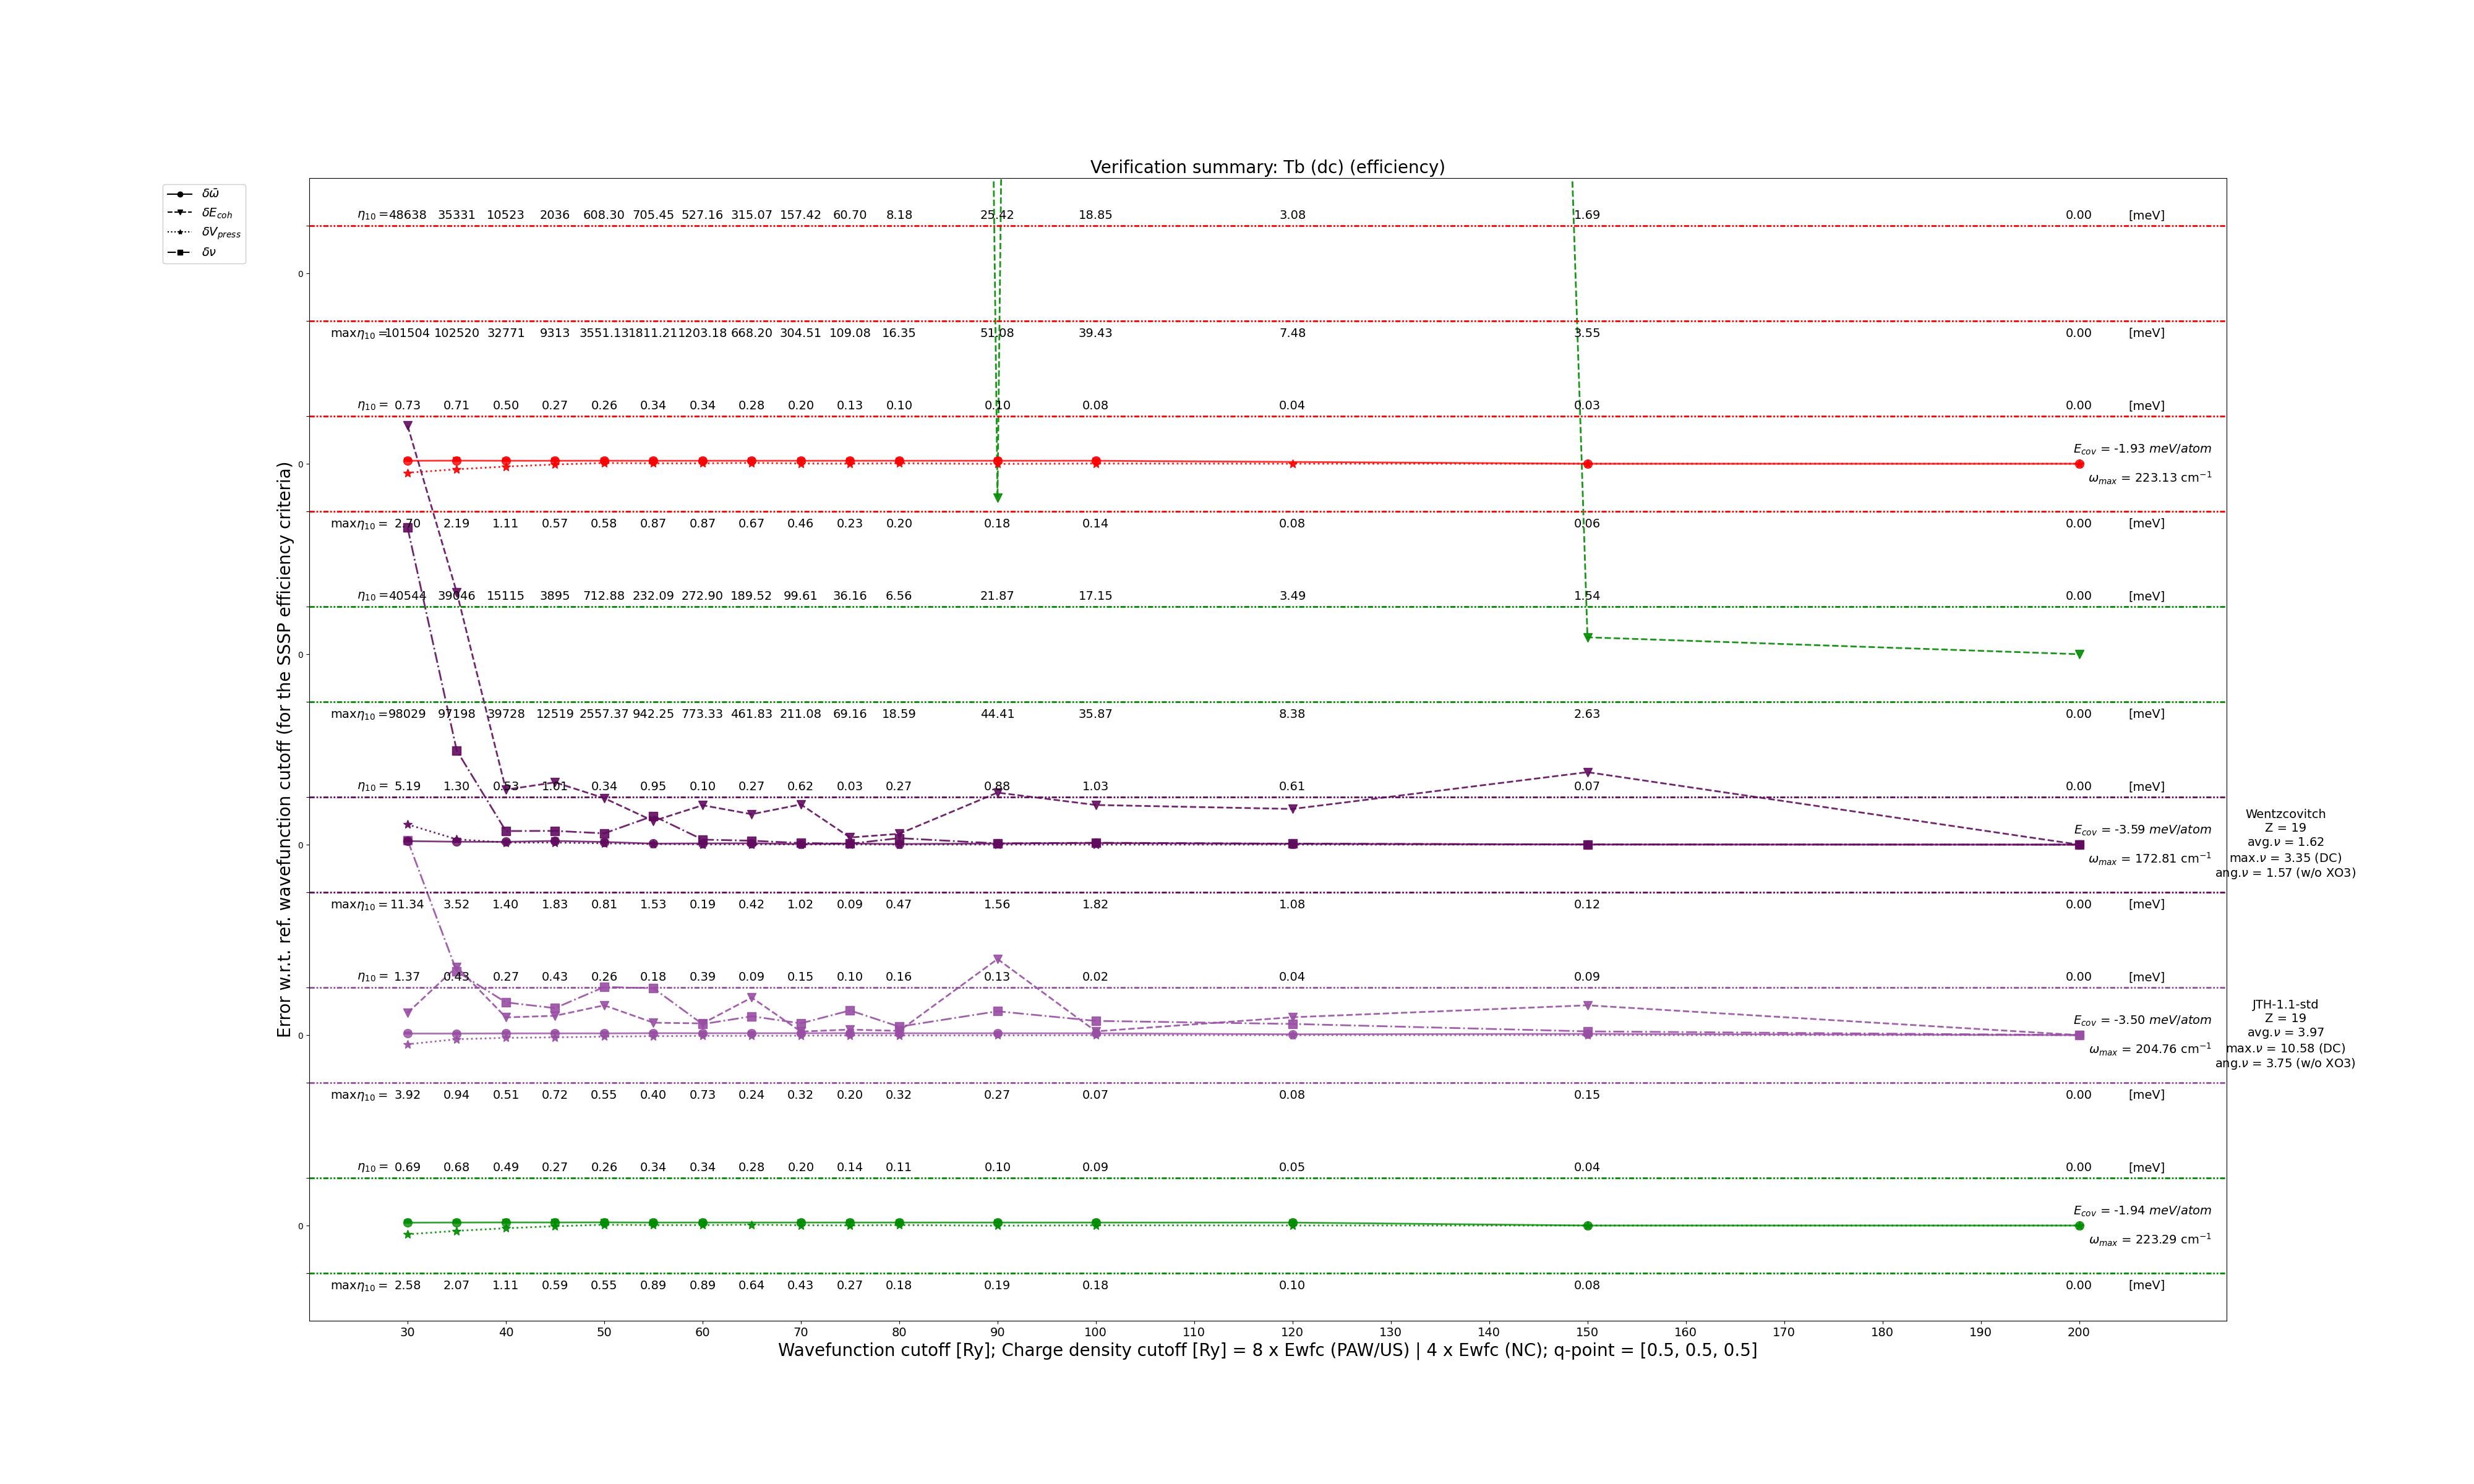 Verification summary: Tb (dc) (efficiency)
δω̄
δE_coh
δV_press
δν
Error w.r.t. ref. wavefunction cutoff (for the SSSP efficiency criteria)
η₁₀ = 48638 35331 10523 2036 608.30 705.45 527.16 315.07 157.42 60.70 8.18 25.42 18.85 3.08 1.69 0.00 [meV]
0
maxη₁₀ = 101504 102520 32771 9313 3551.13 1811.21 1203.18 668.20 304.51 109.08 16.35 51.08 39.43 7.48 3.55 0.00 [meV]
η₁₀ = 0.73 0.71 0.50 0.27 0.26 0.34 0.34 0.28 0.20 0.13 0.10 0.10 0.08 0.04 0.03 0.00 [meV]
E_cov = -1.93 meV/atom
0
ω_max = 223.13 cm⁻¹
maxη₁₀ = 2.70 2.19 1.11 0.57 0.58 0.87 0.87 0.67 0.46 0.23 0.20 0.18 0.14 0.08 0.06 0.00 [meV]
η₁₀ = 40544 39046 15115 3895 712.88 232.09 272.90 189.52 99.61 36.16 6.56 21.87 17.15 3.49 1.54 0.00 [meV]
0
maxη₁₀ = 98029 97198 39728 12519 2557.37 942.25 773.33 461.83 211.08 69.16 18.59 44.41 35.87 8.38 2.63 0.00 [meV]
η₁₀ = 5.19 1.30 0.53 1.01 0.34 0.95 0.10 0.27 0.62 0.03 0.27 0.88 1.03 0.61 0.07 0.00 [meV]
E_cov = -3.59 meV/atom
0
ω_max = 172.81 cm⁻¹
Wentzcovitch
Z = 19
avg.ν = 1.62
max.ν = 3.35 (DC)
ang.ν = 1.57 (w/o XO3)
maxη₁₀ = 11.34 3.52 1.40 1.83 0.81 1.53 0.19 0.42 1.02 0.09 0.47 1.56 1.82 1.08 0.12 0.00 [meV]
η₁₀ = 1.37 0.43 0.27 0.43 0.26 0.18 0.39 0.09 0.15 0.10 0.16 0.13 0.02 0.04 0.09 0.00 [meV]
E_cov = -3.50 meV/atom
0
ω_max = 204.76 cm⁻¹
JTH-1.1-std
Z = 19
avg.ν = 3.97
max.ν = 10.58 (DC)
ang.ν = 3.75 (w/o XO3)
maxη₁₀ = 3.92 0.94 0.51 0.72 0.55 0.40 0.73 0.24 0.32 0.20 0.32 0.27 0.07 0.08 0.15 0.00 [meV]
η₁₀ = 0.69 0.68 0.49 0.27 0.26 0.34 0.34 0.28 0.20 0.14 0.11 0.10 0.09 0.05 0.04 0.00 [meV]
E_cov = -1.94 meV/atom
0
ω_max = 223.29 cm⁻¹
maxη₁₀ = 2.58 2.07 1.11 0.59 0.55 0.89 0.89 0.64 0.43 0.27 0.18 0.19 0.18 0.10 0.08 0.00 [meV]
30 40 50 60 70 80 90 100 110 120 130 140 150 160 170 180 190 200
Wavefunction cutoff [Ry]; Charge density cutoff [Ry] = 8 x Ewfc (PAW/US) | 4 x Ewfc (NC); q-point = [0.5, 0.5, 0.5]